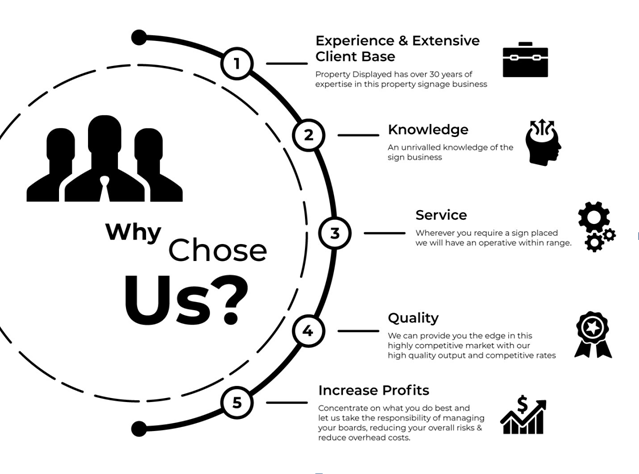 Why
Chose
Us?
1
Experience & Extensive
Client Base
Property Displayed has over 30 years of
expertise in this property signage business
2
Knowledge
An unrivalled knowledge of the
sign business
3
Service
Wherever you require a sign placed
we will have an operative within range.
4
Quality
We can provide you the edge in this
highly competitive market with our
high quality output and competitive rates
5
Increase Profits
Concentrate on what you do best and
let us take the responsibility of managing
your boards, reducing your overall risks &
reduce overhead costs.
$